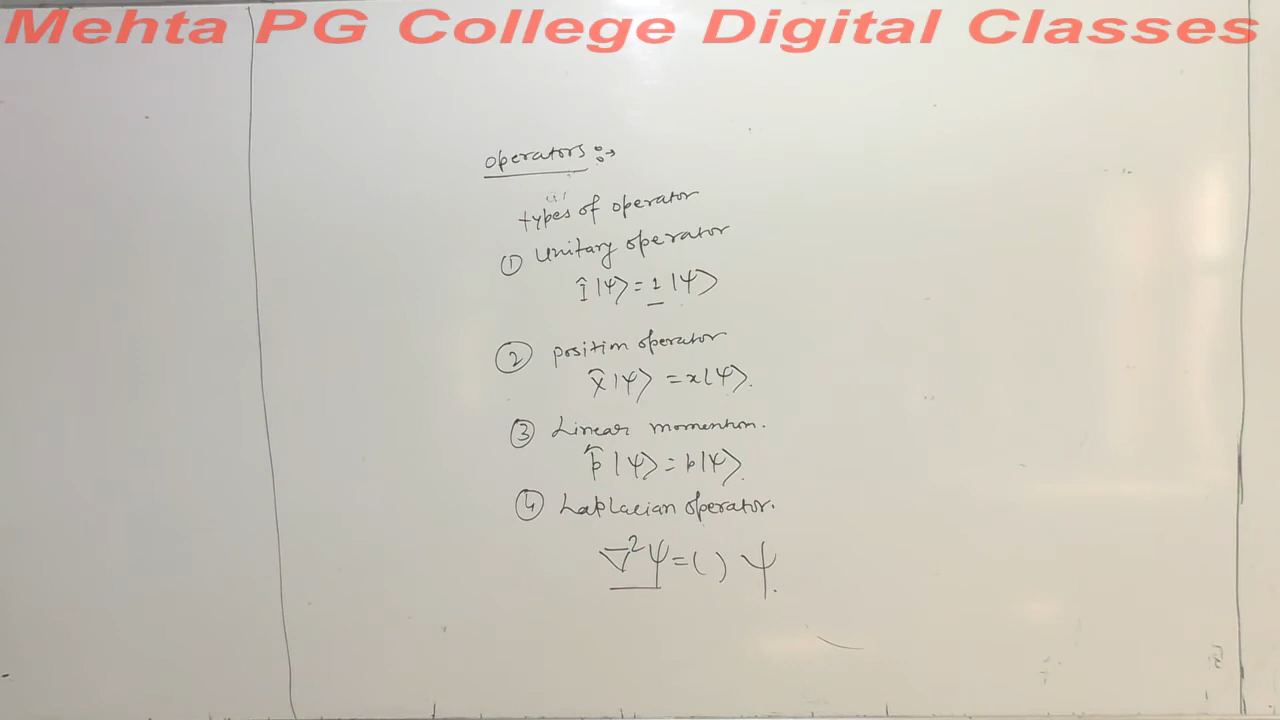 Mehta PG College Digital Classes
operators :→
types of operator
① Unitary operator
Î |Ψ⟩ = 1 |Ψ⟩
② position operator
x̂ |Ψ⟩ = x |Ψ⟩.
③ Linear momentum.
p̂ |Ψ⟩ = p |Ψ⟩.
④ Laplacian operator.
∇²Ψ = ( ) Ψ.